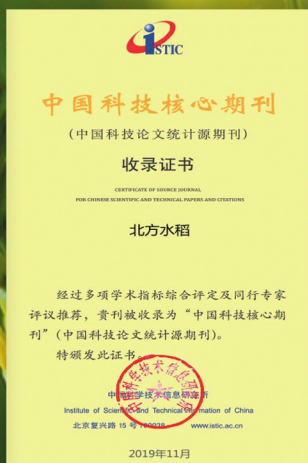 ISTIC
中国科技核心期刊
(中国科技论文统计源期刊)
收录证书
CERTIFICATE OF SOURCE JOURNAL
FOR CHINESE SCIENTIFIC AND TECHNICAL PAPERS AND CITATIONS
北方水稻
经过多项学术指标综合评定及同行专家
评议推荐，贵刊被收录为“中国科技核心期
刊”(中国科技论文统计源期刊)。
特颁发此证书。
中国科学技术信息研究所
Institute of Scientific and Technical Information of China
北京复兴路 15 号 100038 www.istic.ac.cn
2019年11月